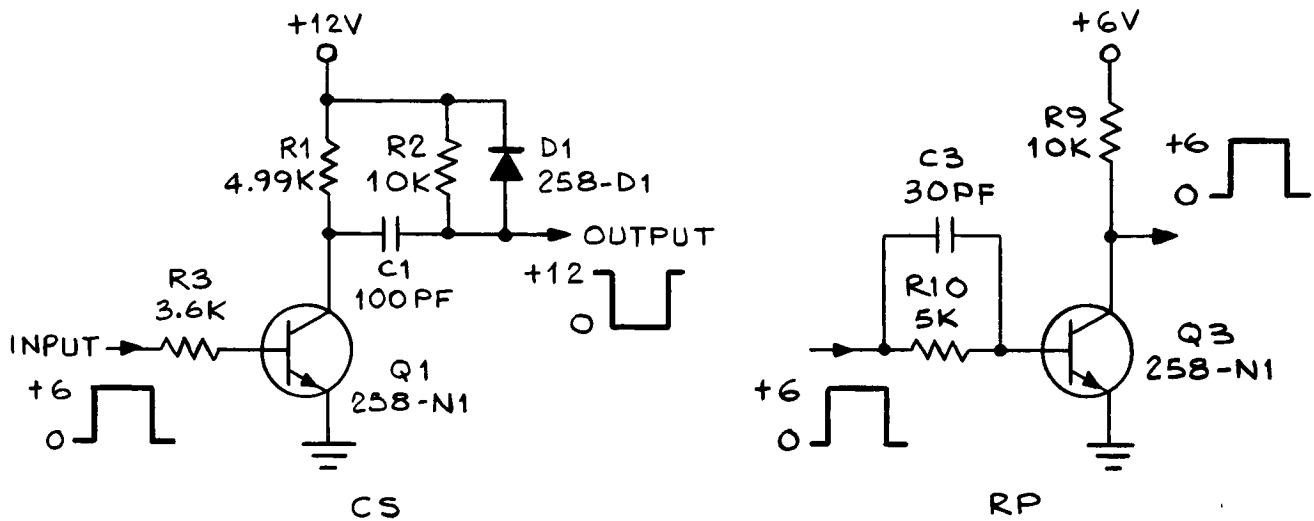 +12V
R1
4.99K
R2
10K
D1
258-D1
OUTPUT
C1
100PF
+12
0
R3
3.6K
INPUT
+6
0
Q1
258-N1
CS
+6V
R9
10K
+6
0
C3
30PF
R10
5K
Q3
258-N1
+6
0
RP